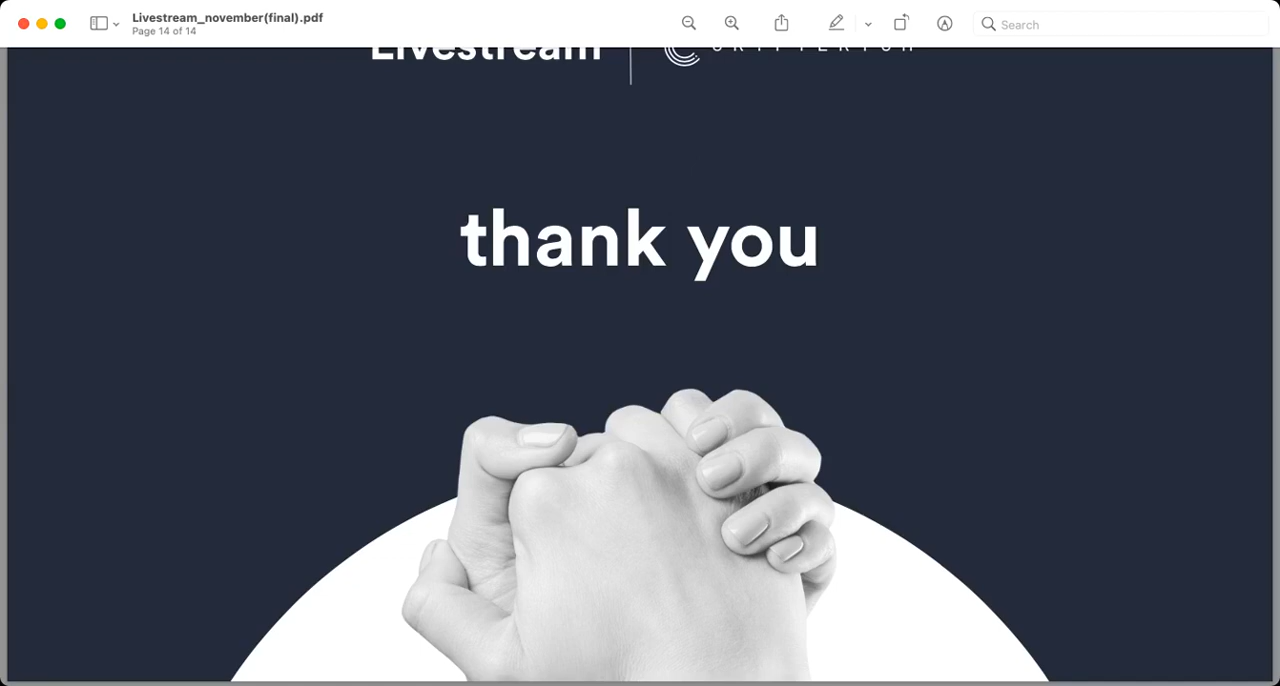 Livestream_november(final).pdf
Page 14 of 14
Search
Livestream
thank you